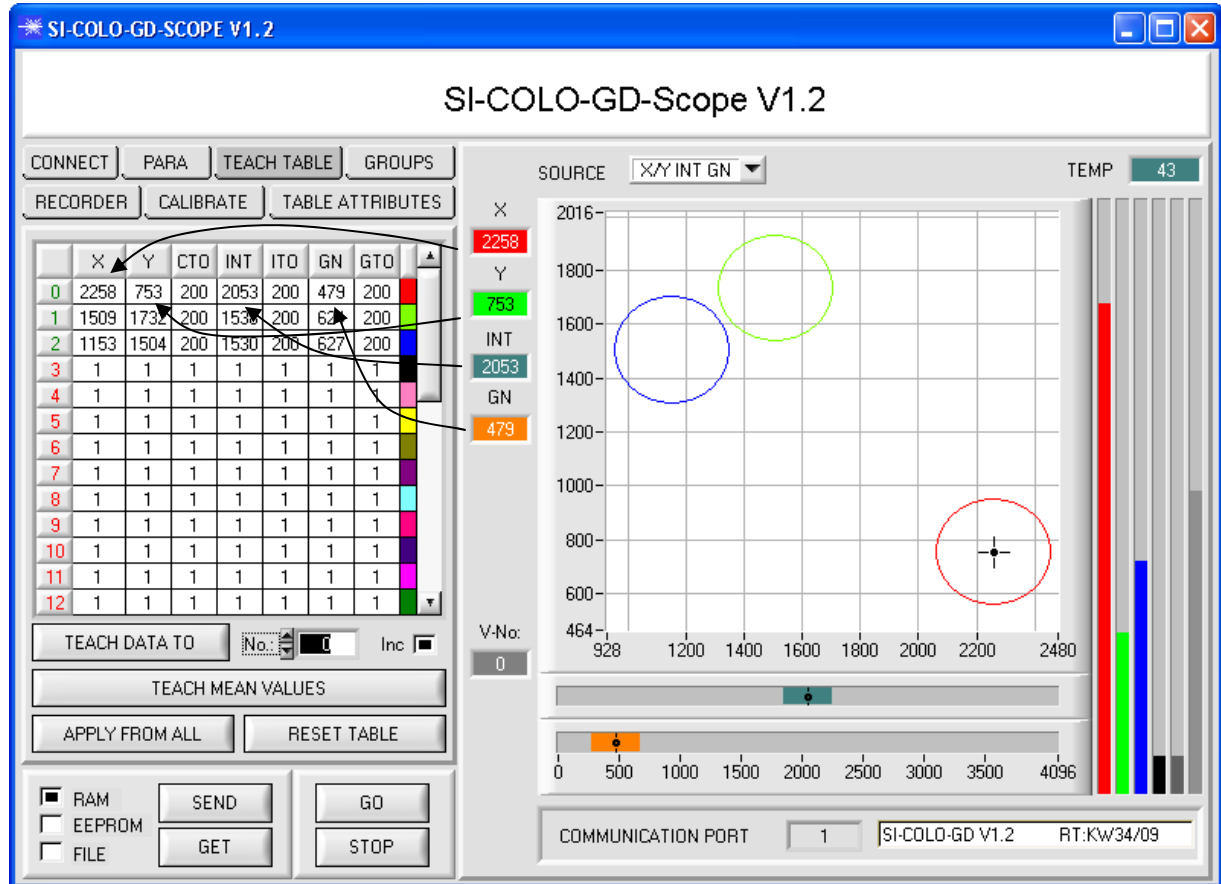 SI-COLO-GD-SCOPE V1.2
SI-COLO-GD-Scope V1.2
CONNECT PARA TEACH TABLE GROUPS
RECORDER CALIBRATE TABLE ATTRIBUTES
X Y CTO INT ITO GN GTO
0 2258 753 200 2053 200 479 200
1 1509 1732 200 200 200
2 1153 1504 200 1530 200 627 200
3 1 1 1 1 1 1 1
4 1 1 1 1 1 1 1
5 1 1 1 1 1 1 1
6 1 1 1 1 1 1 1
7 1 1 1 1 1 1 1
8 1 1 1 1 1 1 1
9 1 1 1 1 1 1 1
10 1 1 1 1 1 1 1
11 1 1 1 1 1 1 1
12 1 1 1 1 1 1 1
TEACH DATA TO No.: 0 Inc
TEACH MEAN VALUES
APPLY FROM ALL RESET TABLE
RAM
EEPROM
FILE
SEND
GET
GO
STOP
X
2258
Y
753
INT
2053
GN
479
V-No:
0
SOURCE X/Y INT GN
TEMP 43
2016
1800
1600
1400
1200
1000
800
600
464
928 1200 1400 1600 1800 2000 2200 2480
0 500 1000 1500 2000 2500 3000 3500 4096
COMMUNICATION PORT 1 SI-COLO-GD V1.2 RT:KW34/09